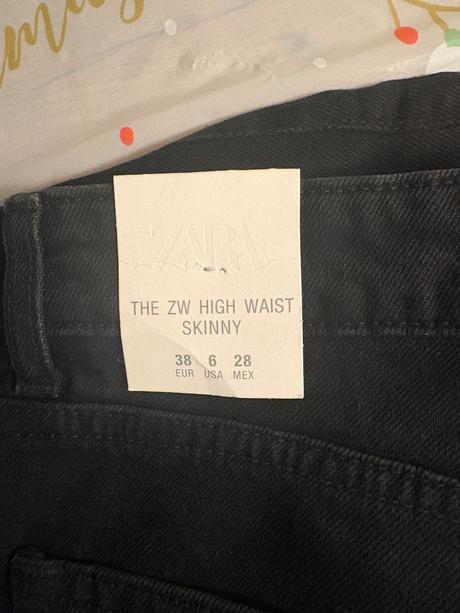 ZARA
THE ZW HIGH WAIST
SKINNY
38 6 28
EUR USA MEX